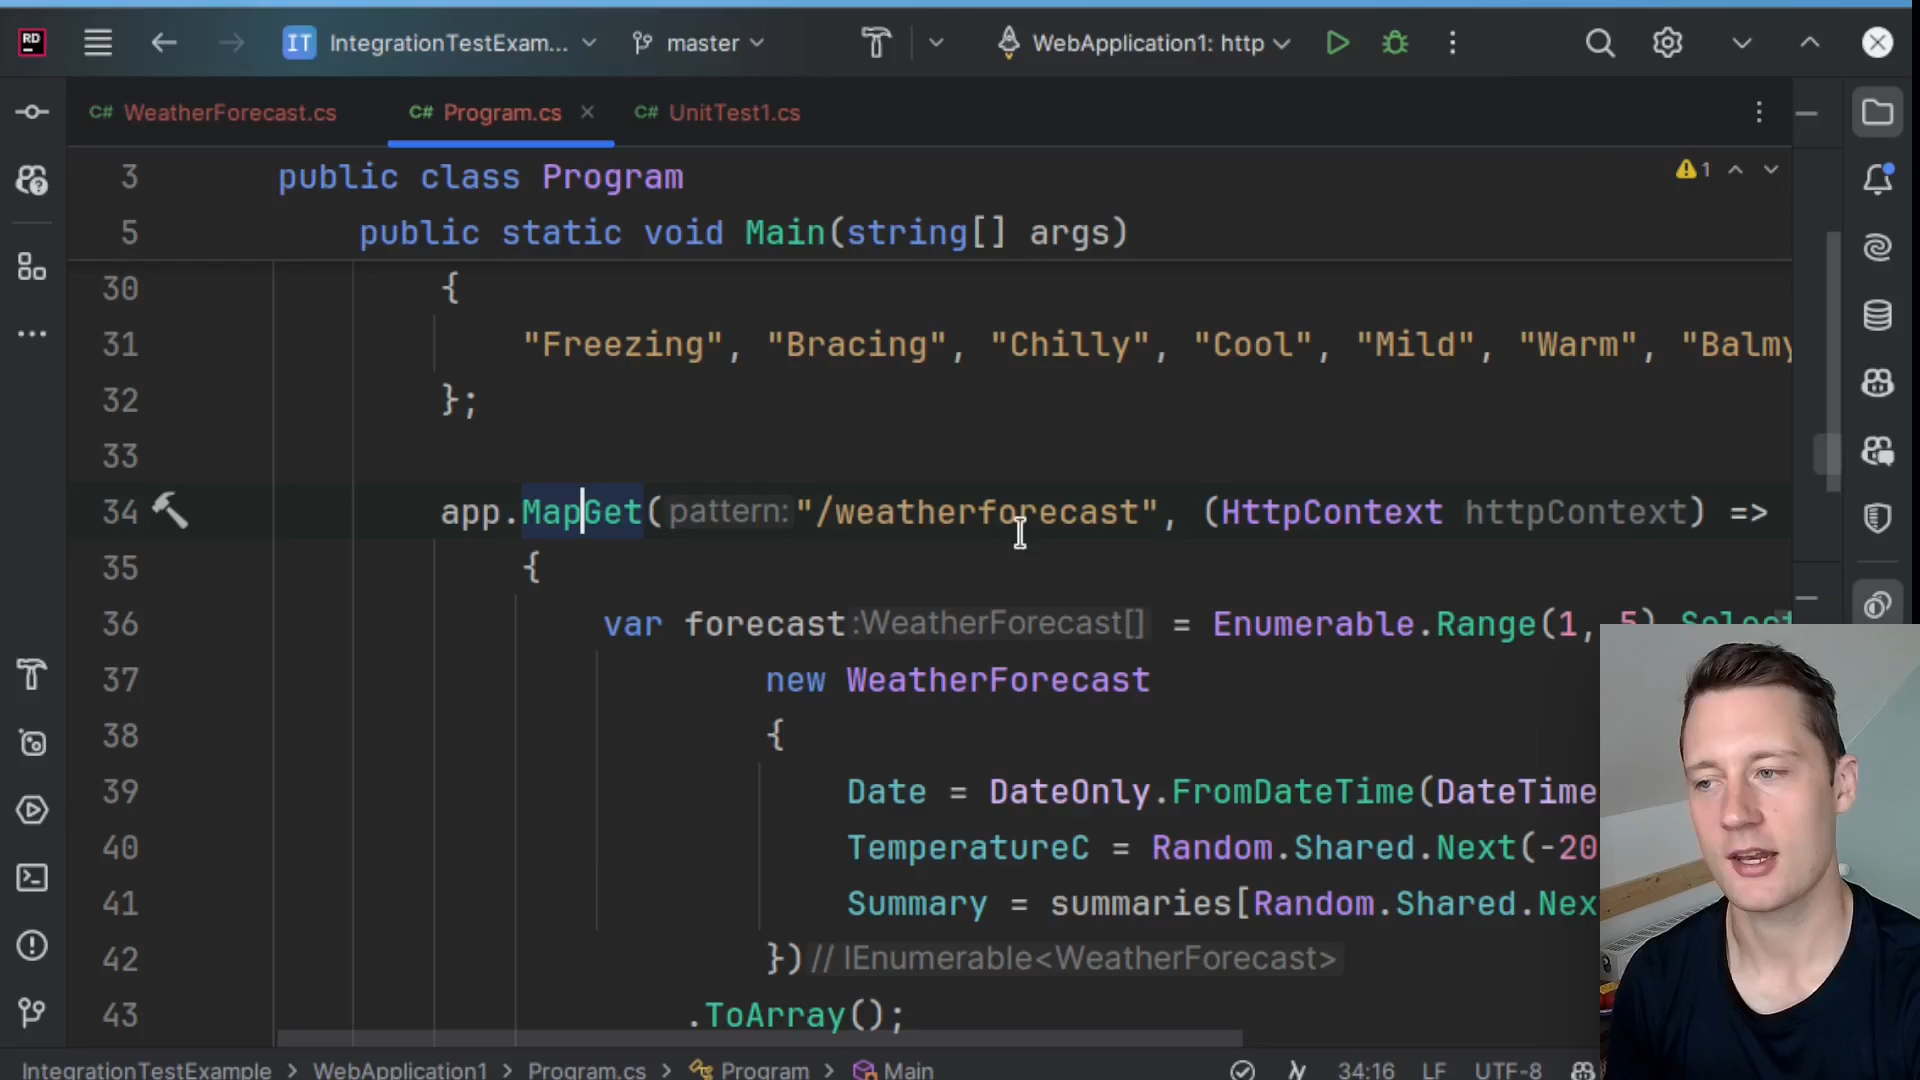 RD IT IntegrationTestExam... master WebApplication1: http
C# WeatherForecast.cs C# Program.cs C# UnitTest1.cs
3 public class Program 1
5 public static void Main(string[] args)
30 {
31 "Freezing", "Bracing", "Chilly", "Cool", "Mild", "Warm", "Balmy
32 };
33
34 app.MapGet( pattern: "/weatherforecast", (HttpContext httpContext) =>
35 {
36 var forecast :WeatherForecast[] = Enumerable.Range(1, 5).Select
37 new WeatherForecast
38 {
39 Date = DateOnly.FromDateTime(DateTime
40 TemperatureC = Random.Shared.Next(-20
41 Summary = summaries[Random.Shared.Nex
42 }) // IEnumerable<WeatherForecast>
43 .ToArray();
IntegrationTestExample > WebApplication1 > Program.cs > Program > Main 34:16 LF UTF-8